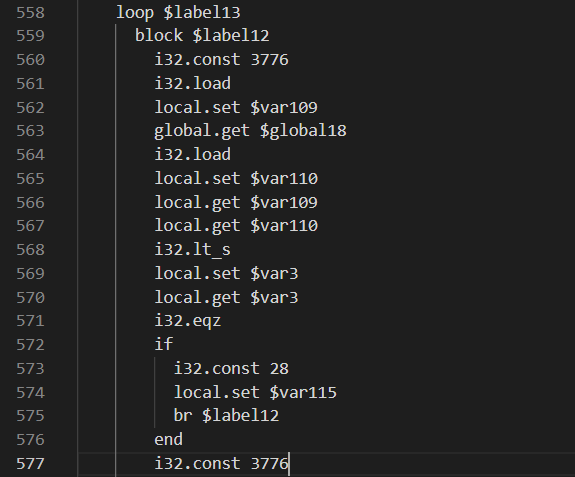 558 loop $label13
559 block $label12
560 i32.const 3776
561 i32.load
562 local.set $var109
563 global.get $global18
564 i32.load
565 local.set $var110
566 local.get $var109
567 local.get $var110
568 i32.lt_s
569 local.set $var3
570 local.get $var3
571 i32.eqz
572 if
573 i32.const 28
574 local.set $var115
575 br $label12
576 end
577 i32.const 3776